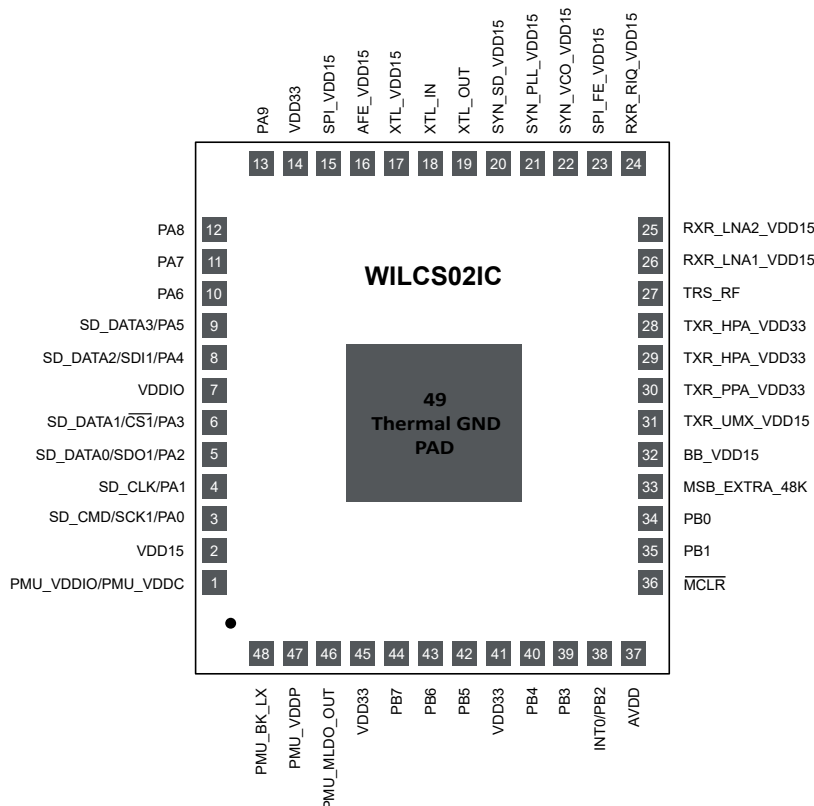 PA9
VDD33
SPI_VDD15
AFE_VDD15
XTL_VDD15
XTL_IN
XTL_OUT
SYN_SD_VDD15
SYN_PLL_VDD15
SYN_VCO_VDD15
SPI_FE_VDD15
RXR_RIQ_VDD15
13 14 15 16 17 18 19 20 21 22 23 24
PA8 12
PA7 11
PA6 10
SD_DATA3/PA5 9
SD_DATA2/SDI1/PA4 8
VDDIO 7
SD_DATA1/C̅S̅1̅/PA3 6
SD_DATA0/SDO1/PA2 5
SD_CLK/PA1 4
SD_CMD/SCK1/PA0 3
VDD15 2
PMU_VDDIO/PMU_VDDC 1
WILCS02IC
49
Thermal GND
PAD
25 RXR_LNA2_VDD15
26 RXR_LNA1_VDD15
27 TRS_RF
28 TXR_HPA_VDD33
29 TXR_HPA_VDD33
30 TXR_PPA_VDD33
31 TXR_UMX_VDD15
32 BB_VDD15
33 MSB_EXTRA_48K
34 PB0
35 PB1
36 M̅C̅L̅R̅
48 47 46 45 44 43 42 41 40 39 38 37
PMU_BK_LX
PMU_VDDP
PMU_MLDO_OUT
VDD33
PB7
PB6
PB5
VDD33
PB4
PB3
INT0/PB2
AVDD